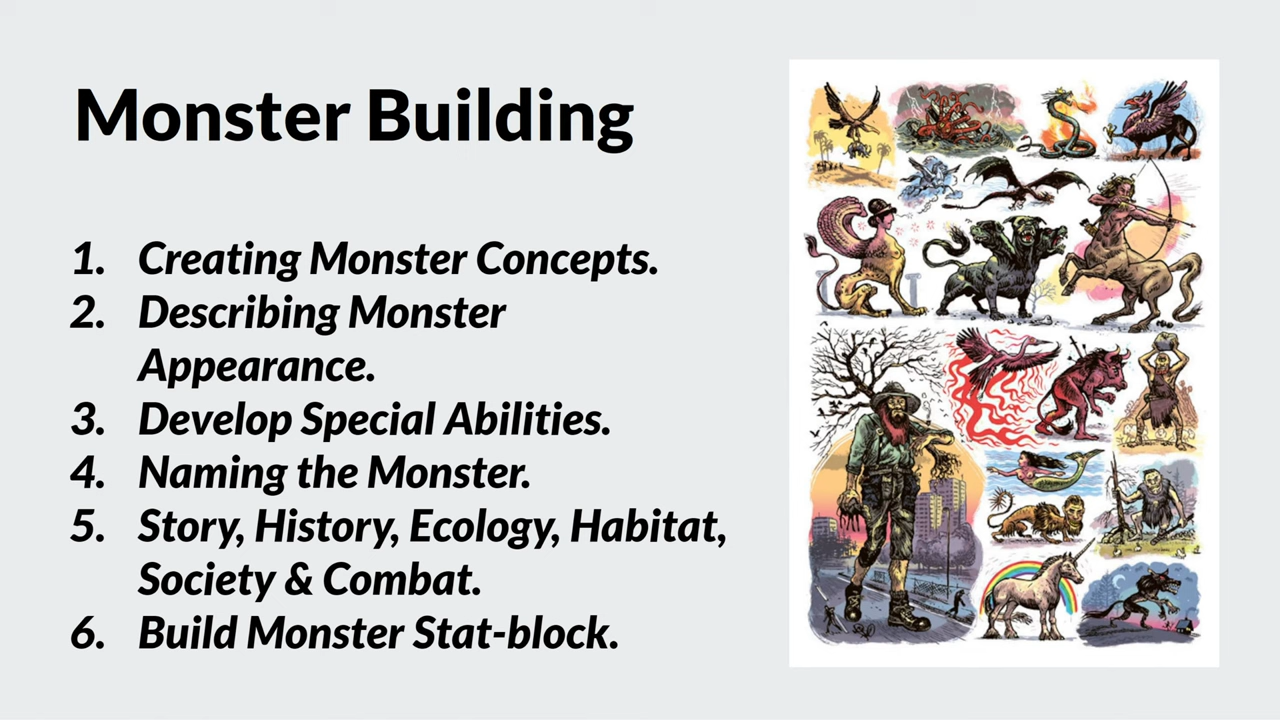 Monster Building
1. Creating Monster Concepts.
2. Describing Monster
Appearance.
3. Develop Special Abilities.
4. Naming the Monster.
5. Story, History, Ecology, Habitat,
Society & Combat.
6. Build Monster Stat-block.